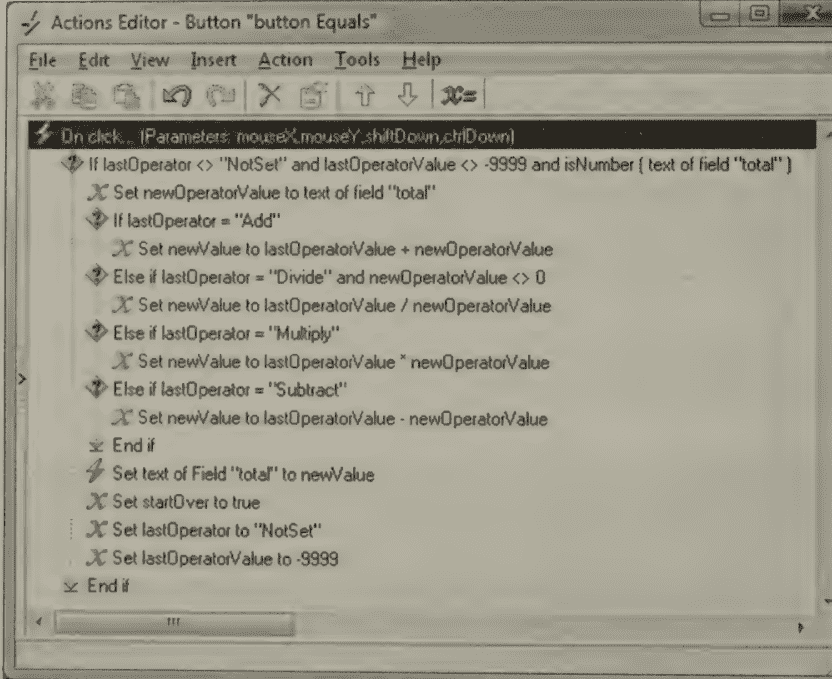 Actions Editor - Button "button Equals"
File Edit View Insert Action Tools Help
X=
On click... (Parameters: mouseX,mouseY,shiftDown,ctrlDown)
If lastOperator <> "NotSet" and lastOperatorValue <> -9999 and isNumber ( text of field "total" )
Set newOperatorValue to text of field "total"
If lastOperator = "Add"
Set newValue to lastOperatorValue + newOperatorValue
Else if lastOperator = "Divide" and newOperatorValue <> 0
Set newValue to lastOperatorValue / newOperatorValue
Else if lastOperator = "Multiply"
Set newValue to lastOperatorValue * newOperatorValue
Else if lastOperator = "Subtract"
Set newValue to lastOperatorValue - newOperatorValue
End if
Set text of Field "total" to newValue
Set startOver to true
Set lastOperator to "NotSet"
Set lastOperatorValue to -9999
End if